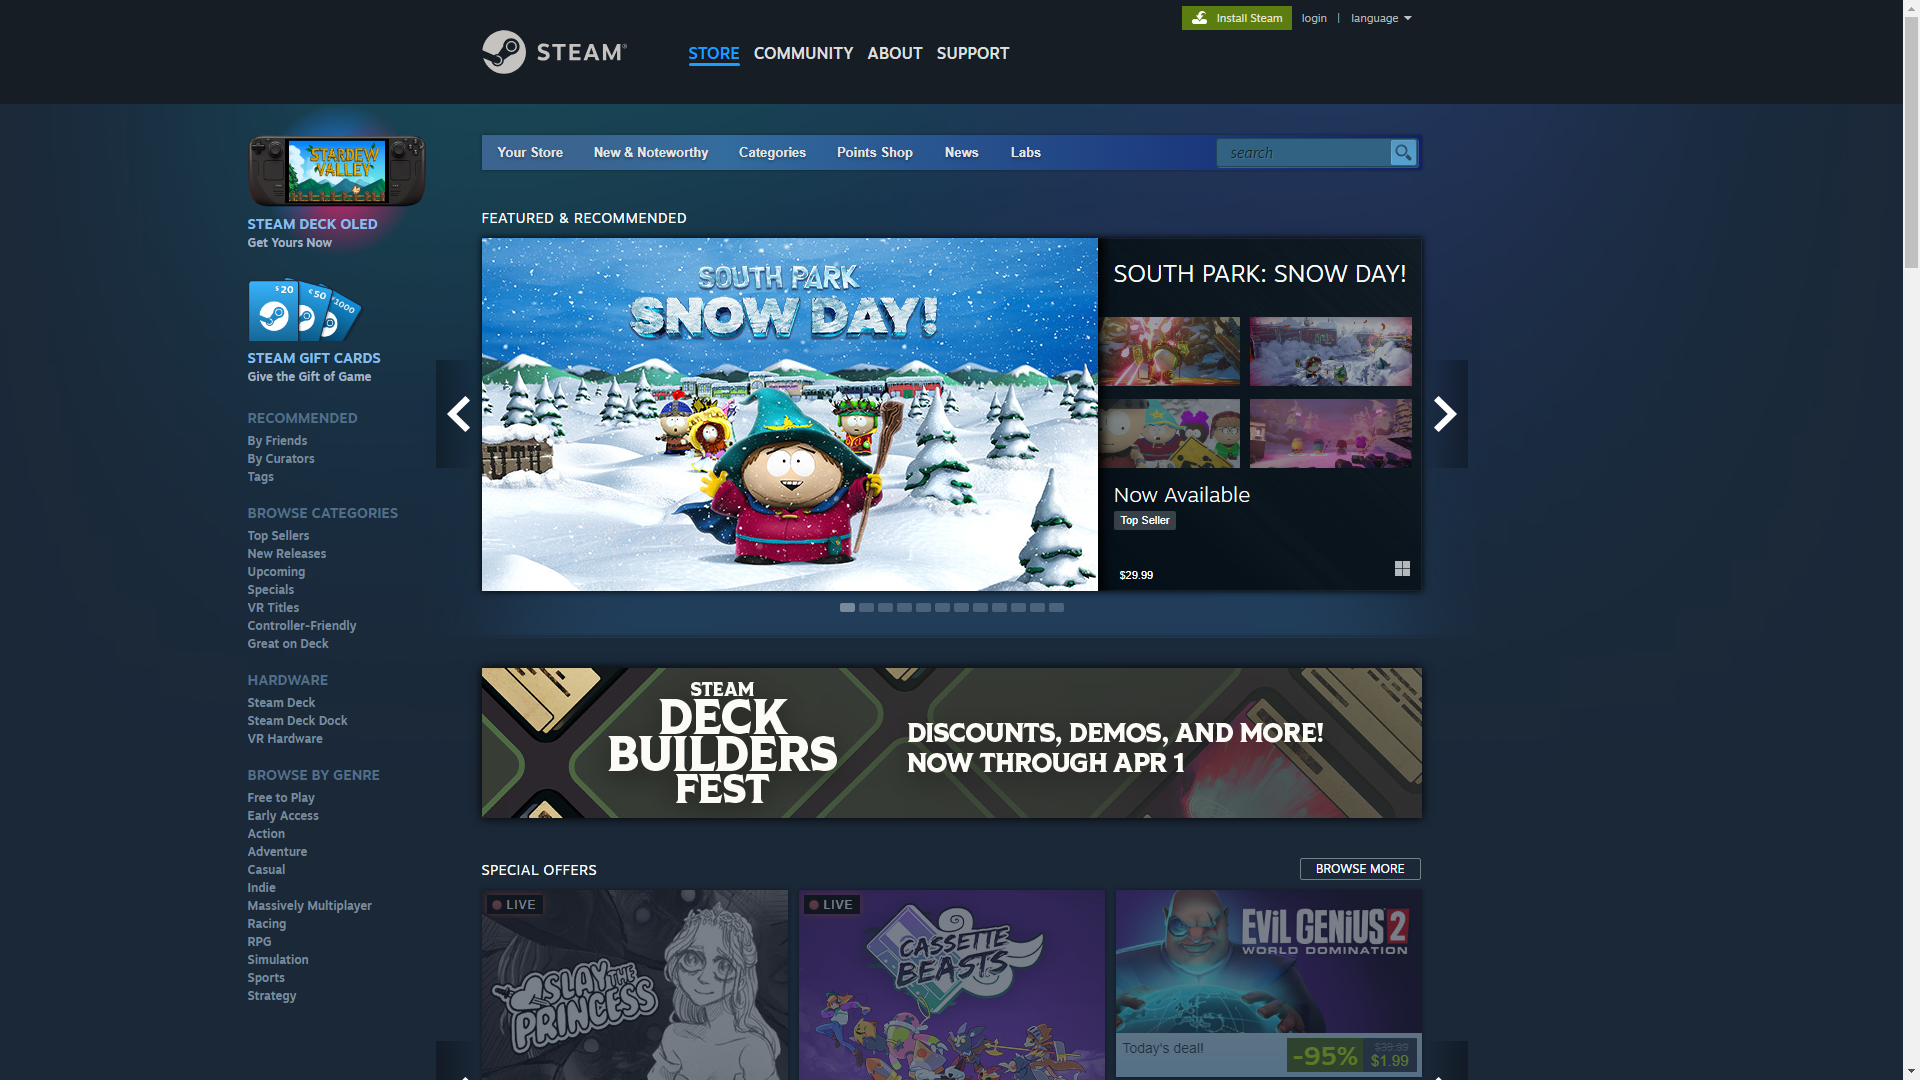 Install Steam
login | language
STEAM
STORE COMMUNITY ABOUT SUPPORT
STARDEW VALLEY
STEAM DECK OLED
Get Yours Now
$20 €50 ¥1000
STEAM GIFT CARDS
Give the Gift of Game
RECOMMENDED
By Friends
By Curators
Tags
BROWSE CATEGORIES
Top Sellers
New Releases
Upcoming
Specials
VR Titles
Controller-Friendly
Great on Deck
HARDWARE
Steam Deck
Steam Deck Dock
VR Hardware
BROWSE BY GENRE
Free to Play
Early Access
Action
Adventure
Casual
Indie
Massively Multiplayer
Racing
RPG
Simulation
Sports
Strategy
Your Store New & Noteworthy Categories Points Shop News Labs search
FEATURED & RECOMMENDED
SOUTH PARK
SNOW DAY!
SOUTH PARK: SNOW DAY!
Now Available
Top Seller
$29.99
STEAM
DECK
BUILDERS
FEST
DISCOUNTS, DEMOS, AND MORE!
NOW THROUGH APR 1
SPECIAL OFFERS
BROWSE MORE
LIVE
SLAY THE
PRINCESS
LIVE
CASSETTE
BEASTS
EVIL GENIUS 2
WORLD DOMINATION
Today's deal!
-95%
$39.99
$1.99